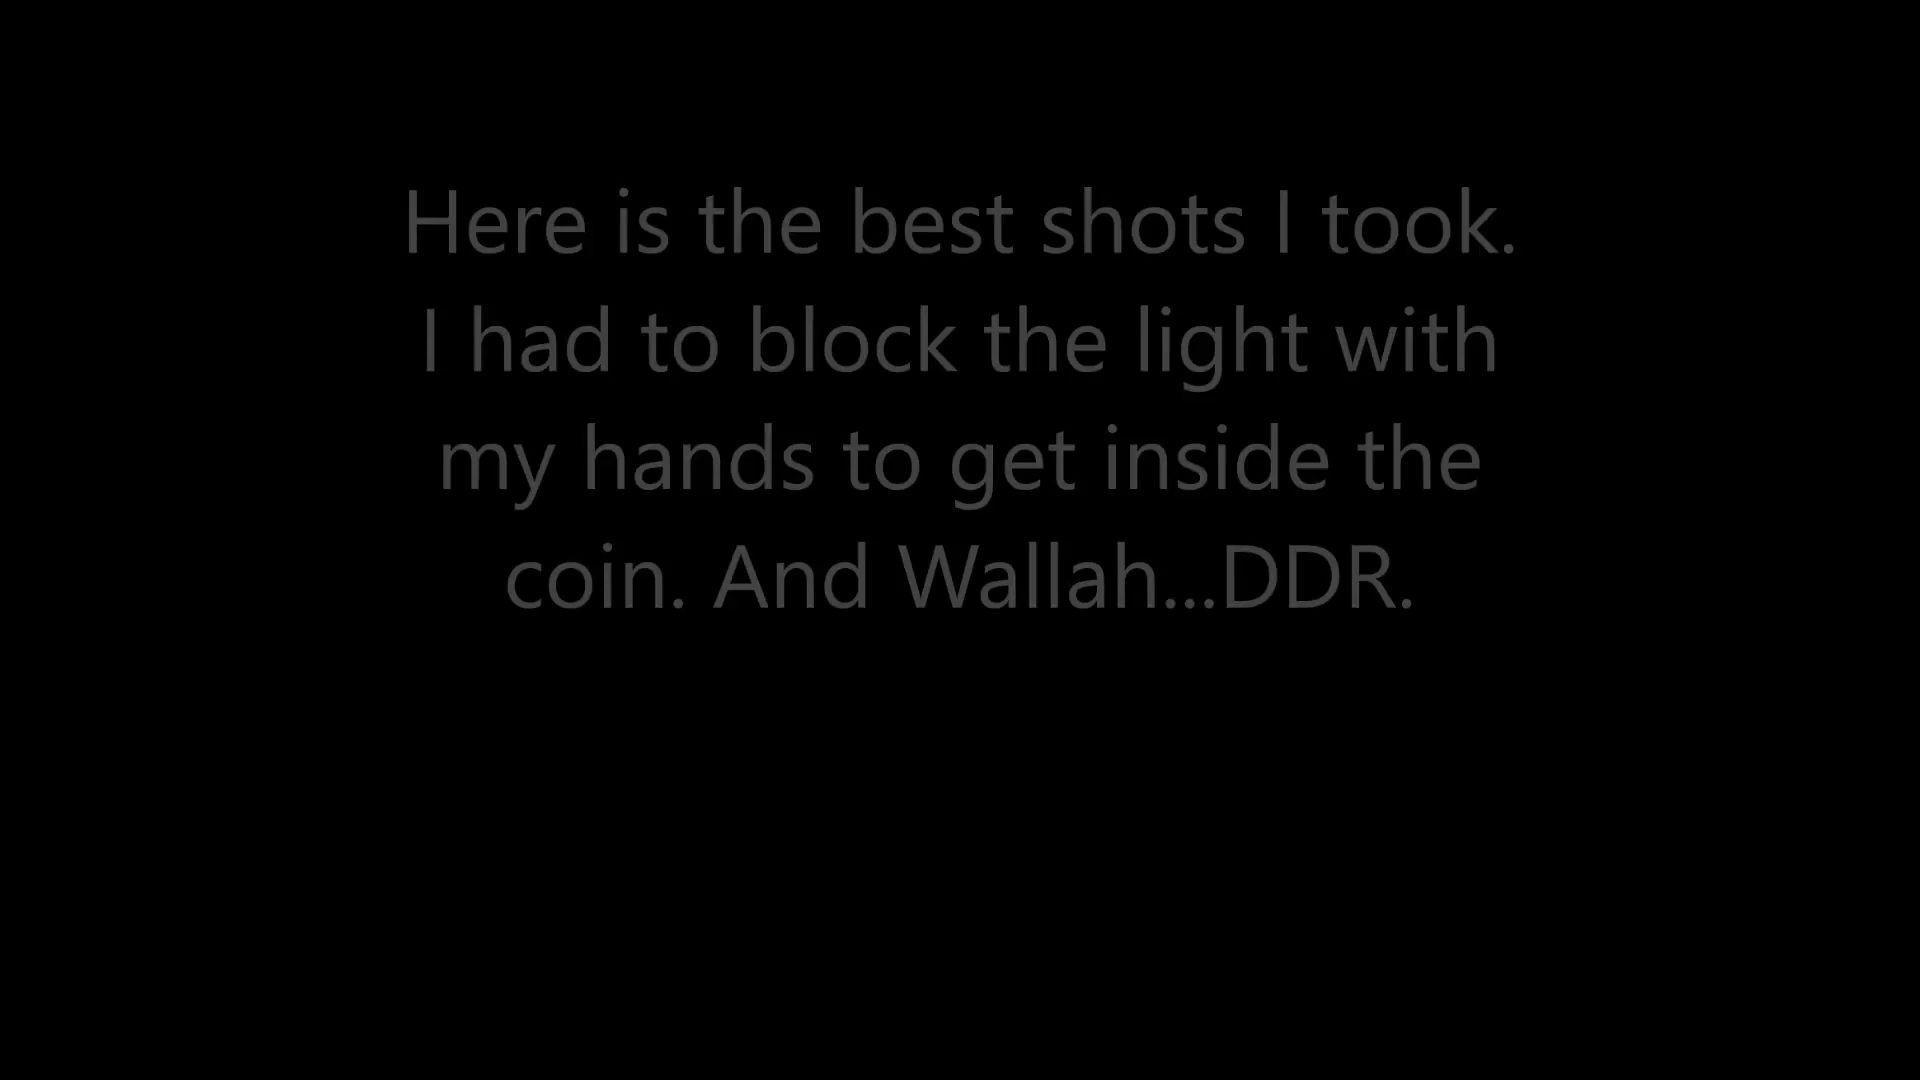 Here is the best shots I took.
I had to block the light with
my hands to get inside the
coin. And Wallah...DDR.